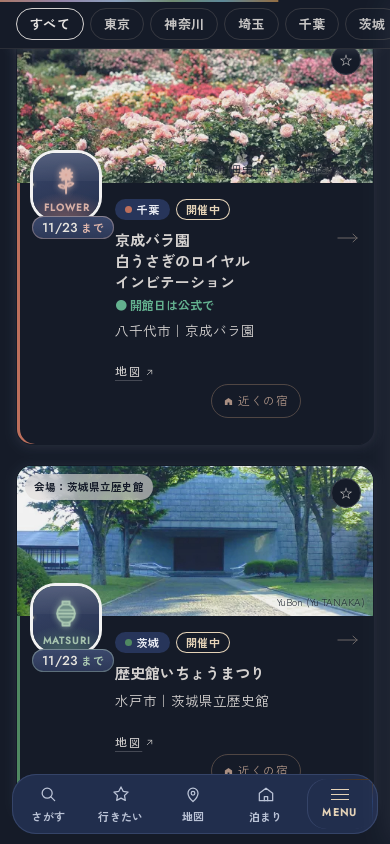 すべて
東京
神奈川
埼玉
千葉
茨城
FLOWER
11/23 まで
千葉
開催中
京成バラ園
白うさぎのロイヤル
インビテーション
開館日は公式で
八千代市｜京成バラ園
地図
近くの宿
会場：茨城県立歴史館
YuBon (Yu TANAKA)
MATSURI
11/23 まで
茨城
開催中
歴史館いちょうまつり
水戸市｜茨城県立歴史館
地図
近くの宿
さがす
行きたい
地図
泊まり
MENU